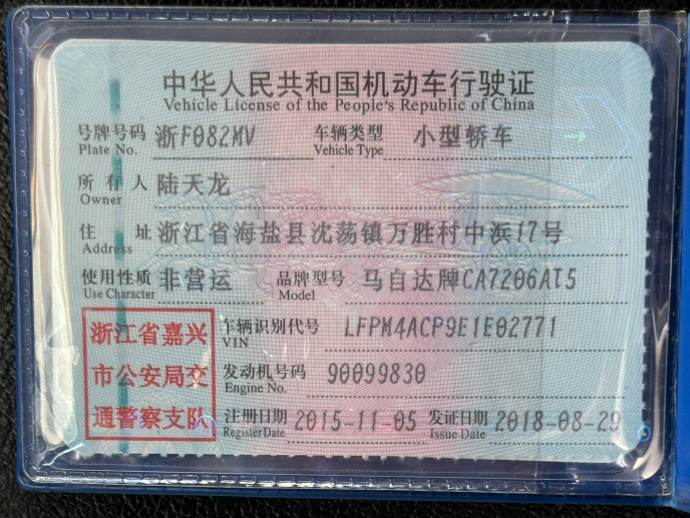 中华人民共和国机动车行驶证
Vehicle License of the People's Republic of China
号牌号码 浙F082MV 车辆类型 小型轿车
Plate No. Vehicle Type
所有人 陆天龙
Owner
住址 浙江省海盐县沈荡镇万胜村中浜17号
Address
使用性质 非营运 品牌型号 马自达牌CA7206AT5
Use Character Model
浙江省嘉兴
市公安局交
通警察支队
车辆识别代号 LFPM4ACP9E1E02771
VIN
发动机号码 90099830
Engine No.
注册日期 2015-11-05 发证日期 2018-08-29
Register Date Issue Date